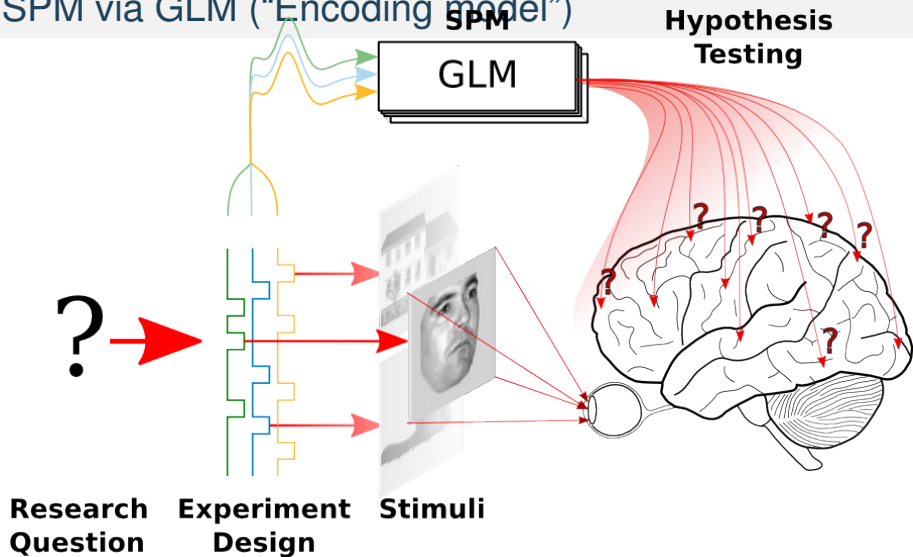 SPM via GLM (“Encoding model”)
SPM
Hypothesis
Testing
GLM
?
?
?
?
?
?
?
Research
Question
Experiment
Design
Stimuli